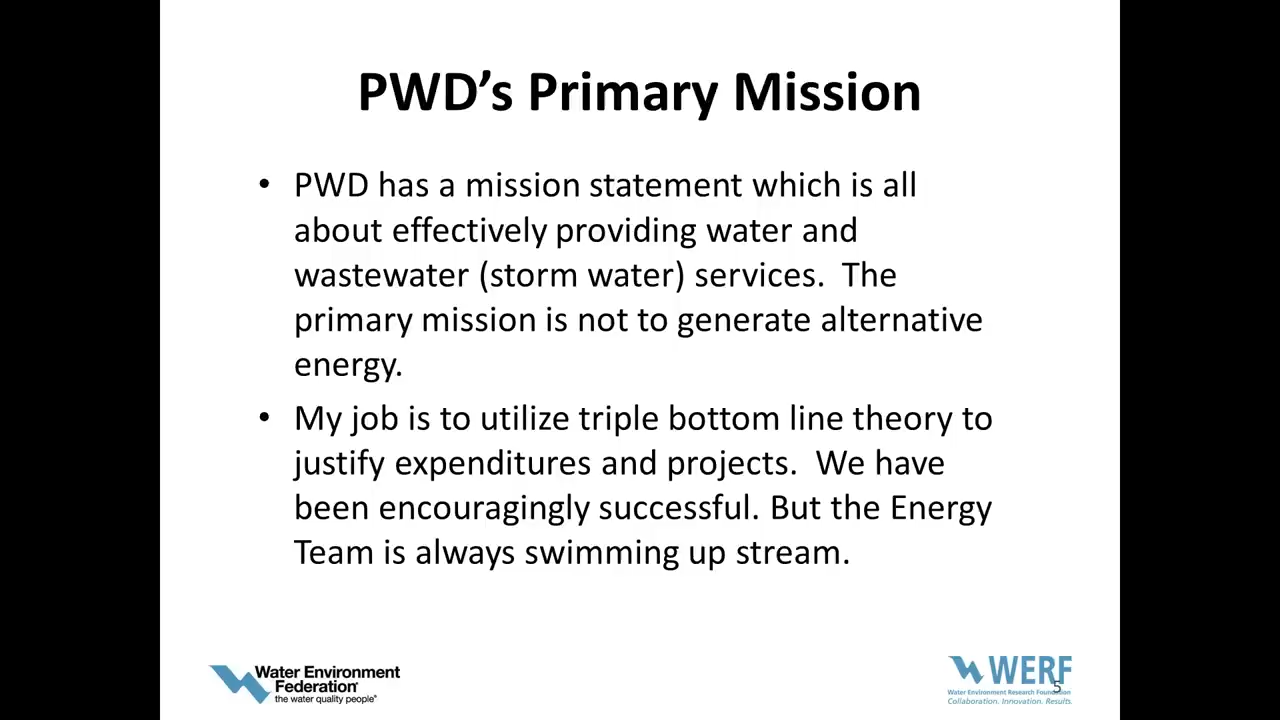 PWD’s Primary Mission
• PWD has a mission statement which is all
about effectively providing water and
wastewater (storm water) services.  The
primary mission is not to generate alternative
energy.
• My job is to utilize triple bottom line theory to
justify expenditures and projects.  We have
been encouragingly successful. But the Energy
Team is always swimming up stream.
Water Environment
Federation
the water quality people®
WERF
Water Environment Research Foundation
Collaboration. Innovation. Results.
5